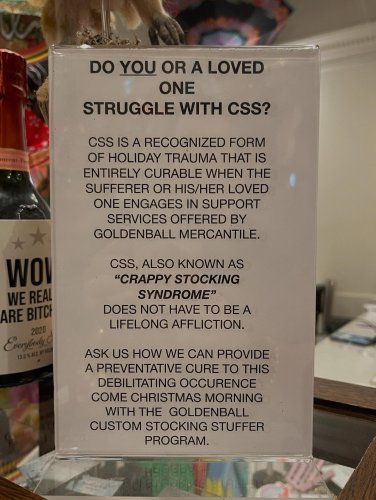 DO YOU OR A LOVED
ONE
STRUGGLE WITH CSS?
CSS IS A RECOGNIZED FORM
OF HOLIDAY TRAUMA THAT IS
ENTIRELY CURABLE WHEN THE
SUFFERER OR HIS/HER LOVED
ONE ENGAGES IN SUPPORT
SERVICES OFFERED BY
GOLDENBALL MERCANTILE.
CSS, ALSO KNOWN AS
“CRAPPY STOCKING
SYNDROME”
DOES NOT HAVE TO BE A
LIFELONG AFFLICTION.
ASK US HOW WE CAN PROVIDE
A PREVENTATIVE CURE TO THIS
DEBILITATING OCCURENCE
COME CHRISTMAS MORNING
WITH THE GOLDENBALL
CUSTOM STOCKING STUFFER
PROGRAM.
WOW
WE REAL
ARE BITCH
2020
Everybody